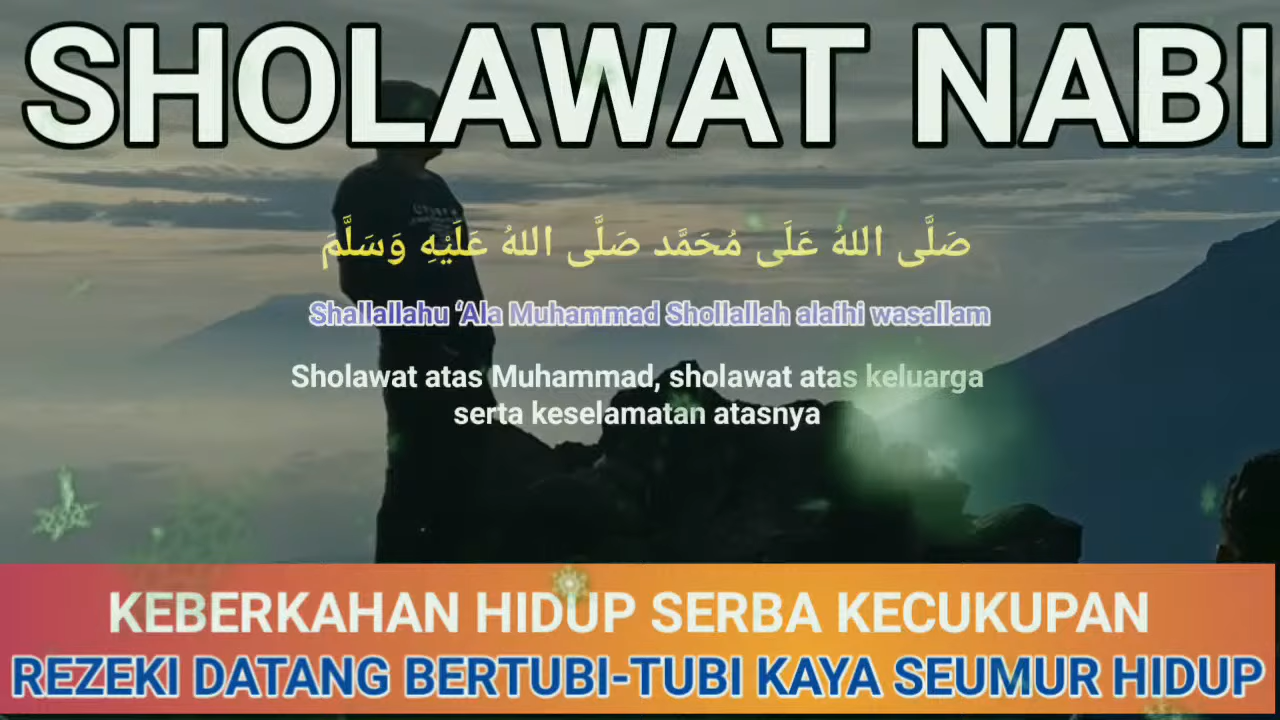 SHOLAWAT NABI
صَلَّى اللهُ عَلَى مُحَمَّد صَلَّى اللهُ عَلَيْهِ وَسَلَّمَ
Shallallahu ‘Ala Muhammad Shollallah alaihi wasallam
Sholawat atas Muhammad, sholawat atas keluarga
serta keselamatan atasnya
KEBERKAHAN HIDUP SERBA KECUKUPAN
REZEKI DATANG BERTUBI-TUBI KAYA SEUMUR HIDUP